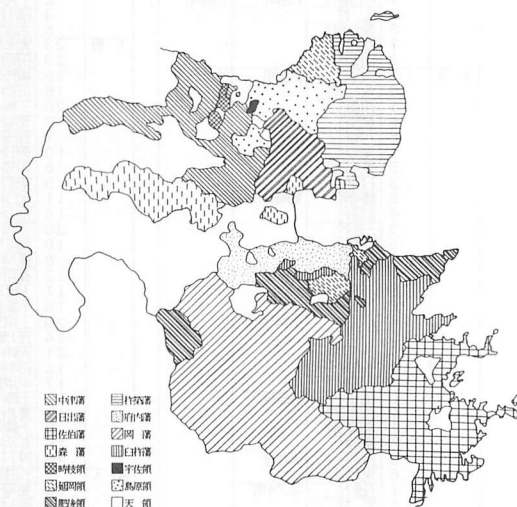 中津藩 杵築藩
日出藩 府内藩
佐伯藩 岡藩
森藩 臼杵藩
時枝領 宇佐領
延岡領 島原領
肥後領 天領